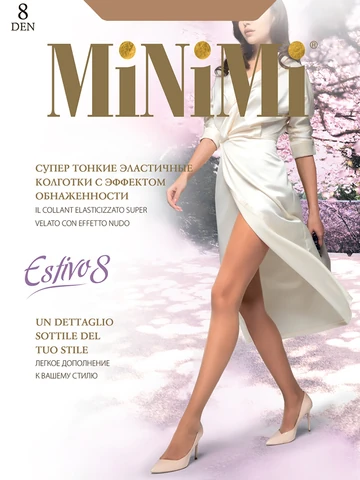 8
DEN
MiNiMi®
СУПЕР ТОНКИЕ ЭЛАСТИЧНЫЕ
КОЛГОТКИ С ЭФФЕКТОМ
ОБНАЖЕННОСТИ
IL COLLANT ELASTICIZZATO SUPER
VELATO CON EFFETTO NUDO
Estivo 8
UN DETTAGLIO
SOTTILE DEL
TUO STILE
ЛЕГКОЕ ДОПОЛНЕНИЕ
К ВАШЕМУ СТИЛЮ